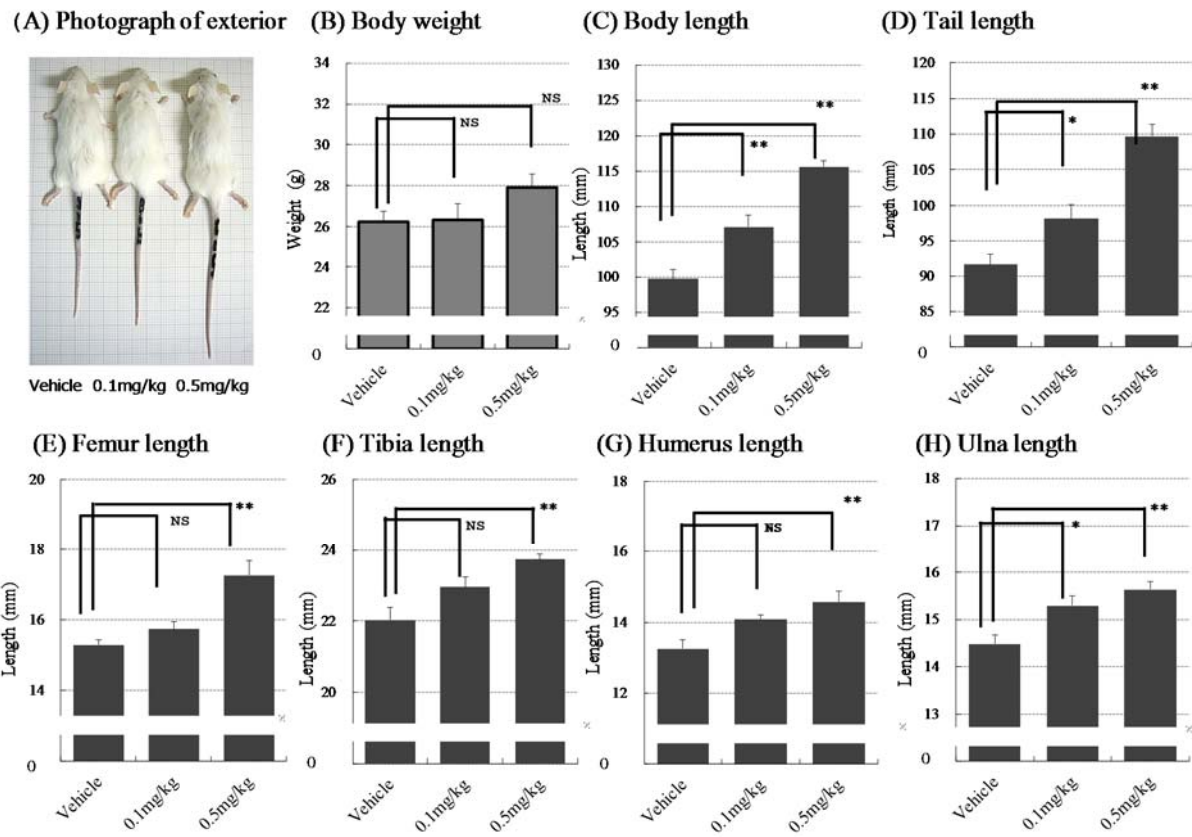 (A) Photograph of exterior
Vehicle 0.1mg/kg 0.5mg/kg
(B) Body weight
Weight (g)
34
32
30
28
26
24
22
0
NS
NS
Vehicle
0.1mg/kg
0.5mg/kg
(C) Body length
Length (mm)
130
125
120
115
110
105
100
95
0
**
**
Vehicle
0.1mg/kg
0.5mg/kg
(D) Tail length
Length (mm)
120
115
110
105
100
95
90
85
0
*
**
Vehicle
0.1mg/kg
0.5mg/kg
(E) Femur length
Length (mm)
20
18
16
14
0
NS
**
Vehicle
0.1mg/kg
0.5mg/kg
(F) Tibia length
Length (mm)
26
24
22
20
0
NS
**
Vehicle
0.1mg/kg
0.5mg/kg
(G) Humerus length
Length (mm)
18
16
14
12
0
NS
**
Vehicle
0.1mg/kg
0.5mg/kg
(H) Ulna length
Length (mm)
18
17
16
15
14
13
0
*
**
Vehicle
0.1mg/kg
0.5mg/kg